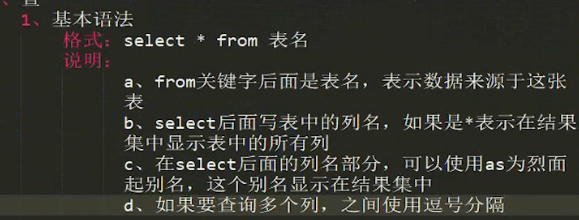 1、基本语法
格式：select * from 表名
说明：
a、from关键字后面是表名，表示数据来源于这张
表
b、select后面写表中的列名，如果是*表示在结果
集中显示表中的所有列
c、在select后面的列名部分，可以使用as为烈面
起别名，这个别名显示在结果集中
d、如果要查询多个列，之间使用逗号分隔